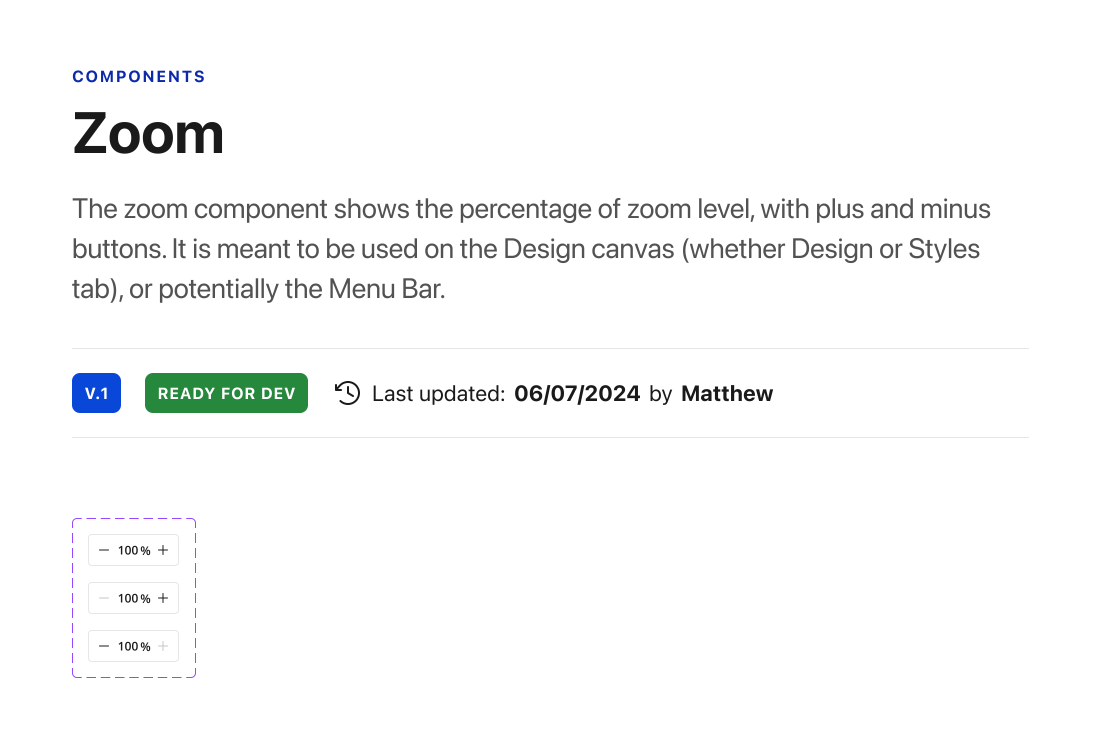 COMPONENTS
Zoom
The zoom component shows the percentage of zoom level, with plus and minus
buttons. It is meant to be used on the Design canvas (whether Design or Styles
tab), or potentially the Menu Bar.
V.1 READY FOR DEV Last updated: 06/07/2024 by Matthew
− 100 % +
− 100 % +
− 100 % +